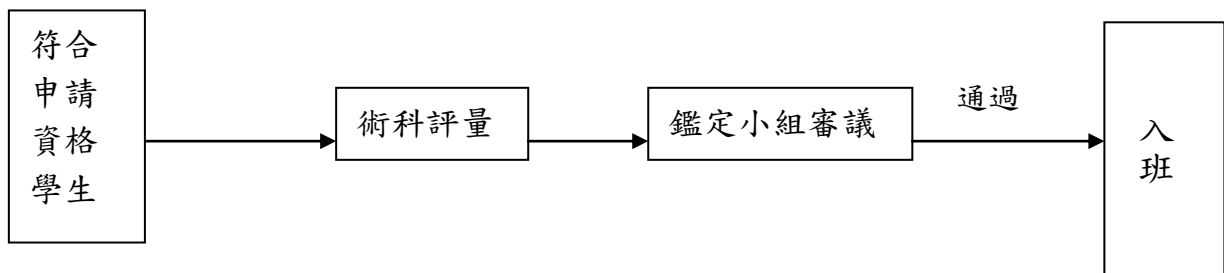 符合
申請
資格
學生
術科評量
鑑定小組審議
通過
入
班